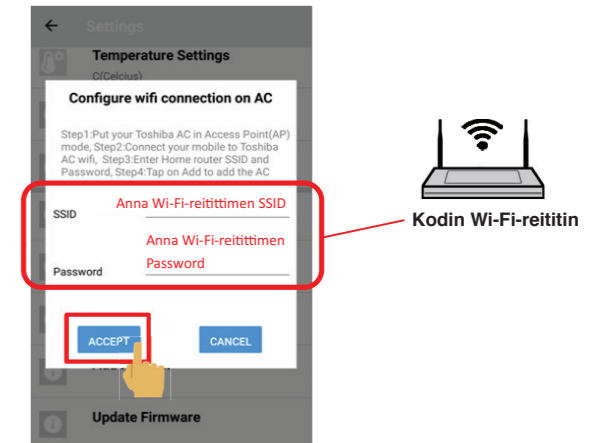 Settings
Temperature Settings
C(Celcius)
Configure wifi connection on AC
Step1:Put your Toshiba AC in Access Point(AP)
mode, Step2:Connect your mobile to Toshiba
AC wifi, Step3:Enter Home router SSID and
Password, Step4:Tap on Add to add the AC
SSID
Anna Wi-Fi-reitittimen SSID
Anna Wi-Fi-reitittimen
Password
Password
ACCEPT
CANCEL
Update Firmware
Kodin Wi-Fi-reititin